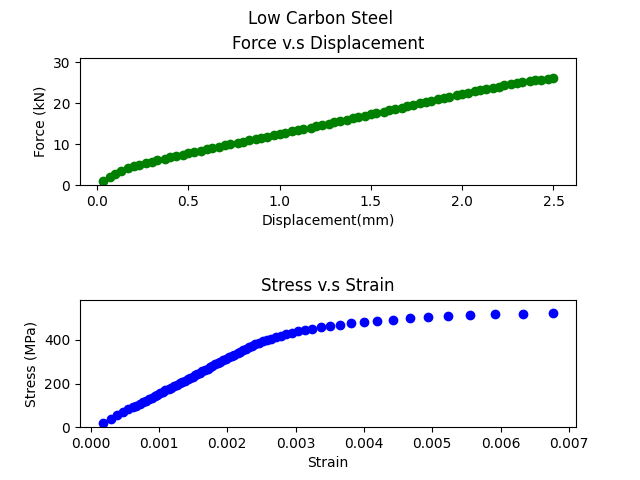 Low Carbon Steel
Force v.s Displacement
30
20
10
0
Force (kN)
0.0 0.5 1.0 1.5 2.0 2.5
Displacement(mm)
Stress v.s Strain
400
200
0
Stress (MPa)
0.000 0.001 0.002 0.003 0.004 0.005 0.006 0.007
Strain